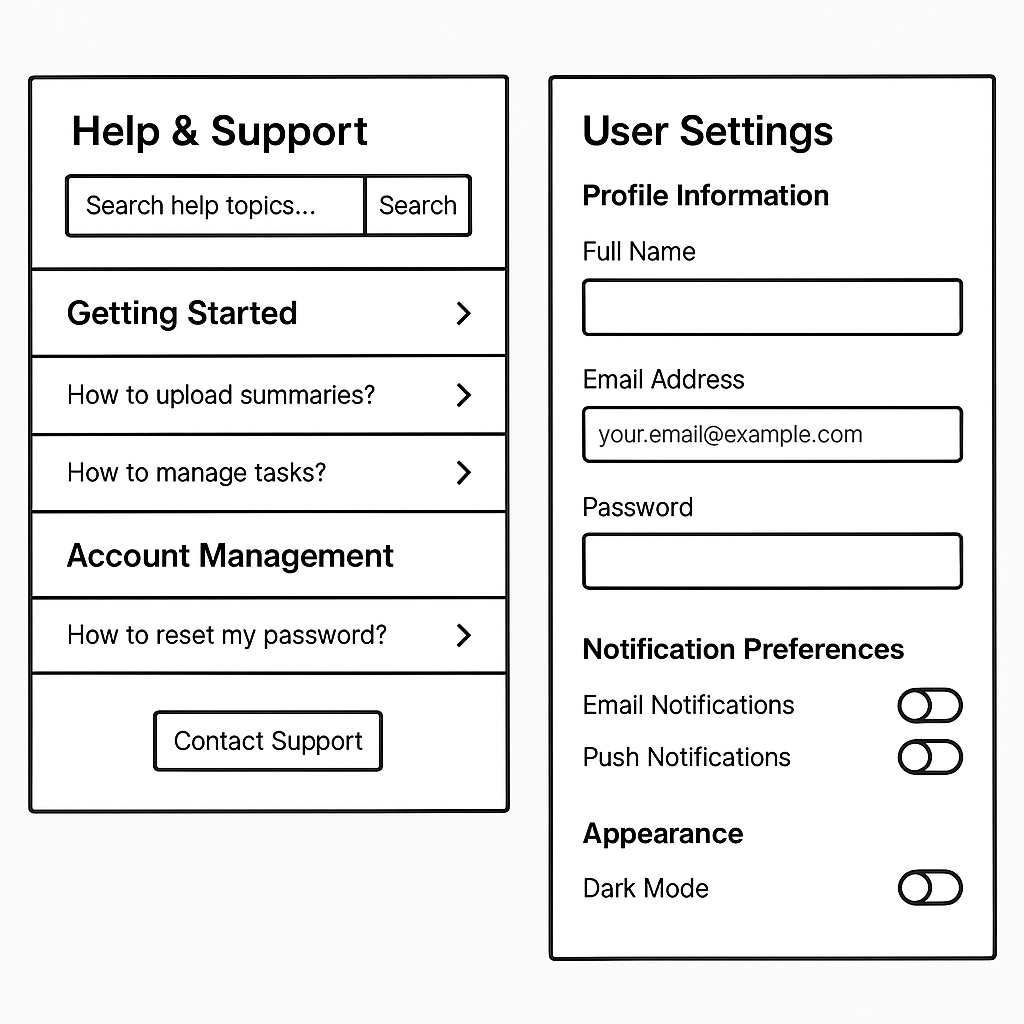 Help & Support
Search help topics...
Search
Getting Started
How to upload summaries?
How to manage tasks?
Account Management
How to reset my password?
Contact Support
User Settings
Profile Information
Full Name
Email Address
your.email@example.com
Password
Notification Preferences
Email Notifications
Push Notifications
Appearance
Dark Mode